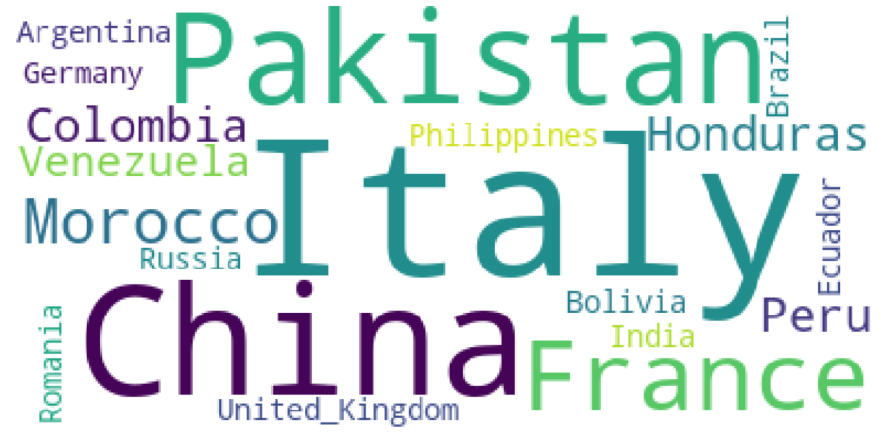 Argentina
Pakistan
Brazil
Germany
Colombia
Philippines
Honduras
Venezuela
Italy
Morocco
Ecuador
Russia
China
Bolivia
Peru
Romania
India
France
United_Kingdom